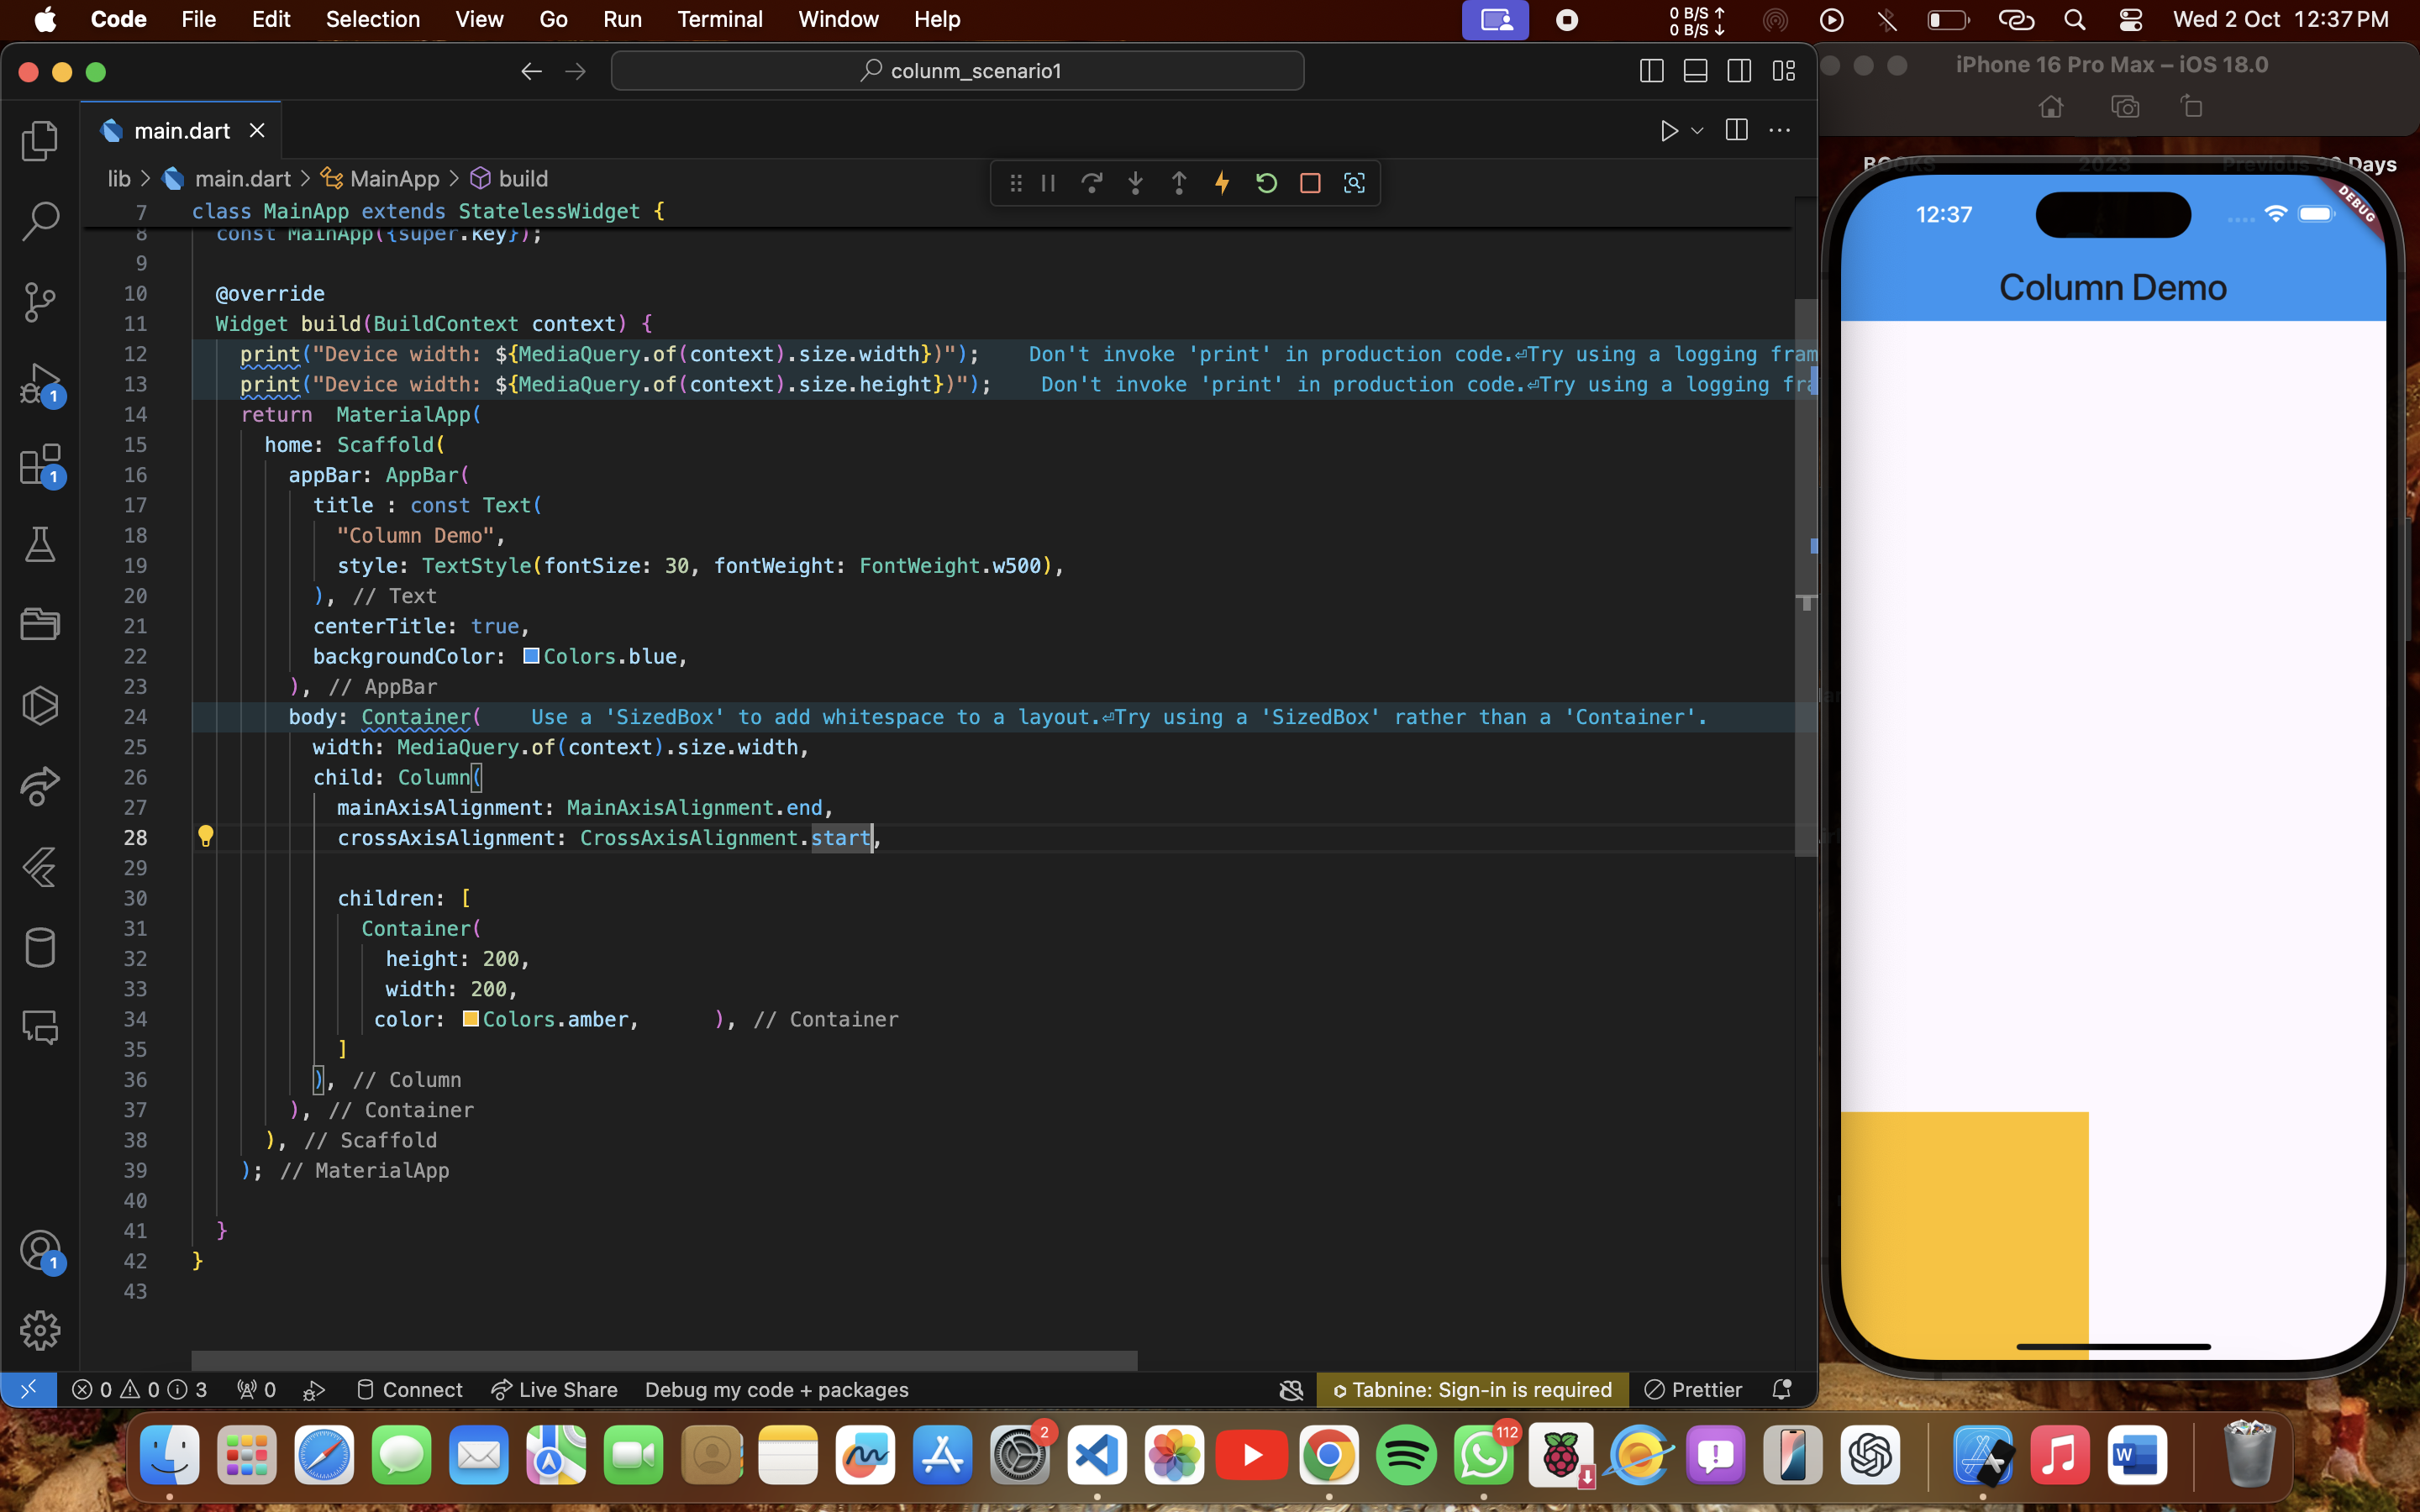 Code File Edit Selection View Go Run Terminal Window Help
0 B/S ↑
0 B/S ↓
Wed 2 Oct 12:37 PM
colunm_scenario1
iPhone 16 Pro Max – iOS 18.0
main.dart
lib > main.dart > MainApp > build
BOOKS 2023 Previous 30 Days
7 class MainApp extends StatelessWidget {
8 const MainApp({super.key});
9
10 @override
11 Widget build(BuildContext context) {
12 print("Device width: ${MediaQuery.of(context).size.width})"); Don't invoke 'print' in production code.⏎Try using a logging fram
13 print("Device width: ${MediaQuery.of(context).size.height})"); Don't invoke 'print' in production code.⏎Try using a logging fra
14 return MaterialApp(
15 home: Scaffold(
16 appBar: AppBar(
17 title : const Text(
18 "Column Demo",
19 style: TextStyle(fontSize: 30, fontWeight: FontWeight.w500),
20 ), // Text
21 centerTitle: true,
22 backgroundColor: Colors.blue,
23 ), // AppBar
24 body: Container( Use a 'SizedBox' to add whitespace to a layout.⏎Try using a 'SizedBox' rather than a 'Container'.
25 width: MediaQuery.of(context).size.width,
26 child: Column(
27 mainAxisAlignment: MainAxisAlignment.end,
28 crossAxisAlignment: CrossAxisAlignment.start,
29
30 children: [
31 Container(
32 height: 200,
33 width: 200,
34 color: Colors.amber, ), // Container
35 ]
36 ), // Column
37 ), // Container
38 ), // Scaffold
39 ); // MaterialApp
40
41 }
42 }
43
1
1
1
12:37
DEBUG
Column Demo
0 0 3 0 Connect Live Share Debug my code + packages Tabnine: Sign-in is required Prettier
2
112
W